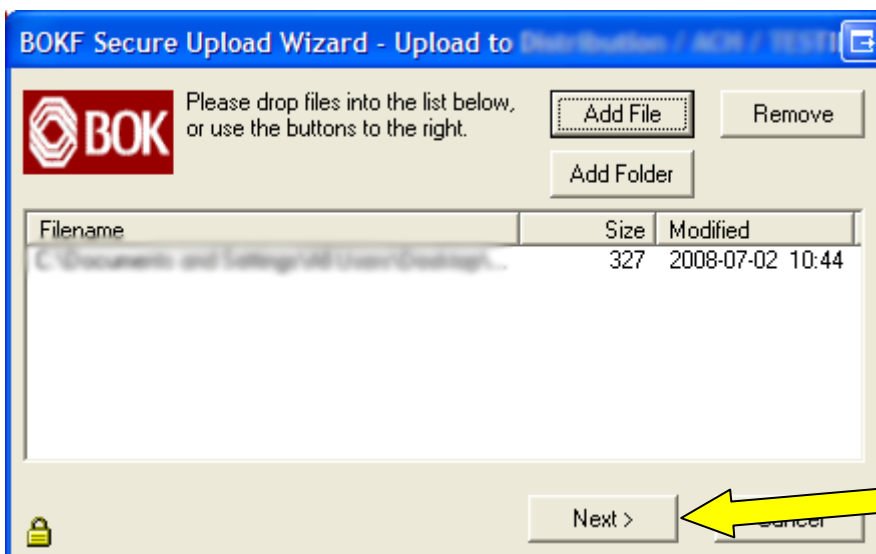 BOKF Secure Upload Wizard - Upload to
BOK
Please drop files into the list below,
or use the buttons to the right.
Add File
Remove
Add Folder
Filename Size Modified
327 2008-07-02 10:44
Next >
Cancel